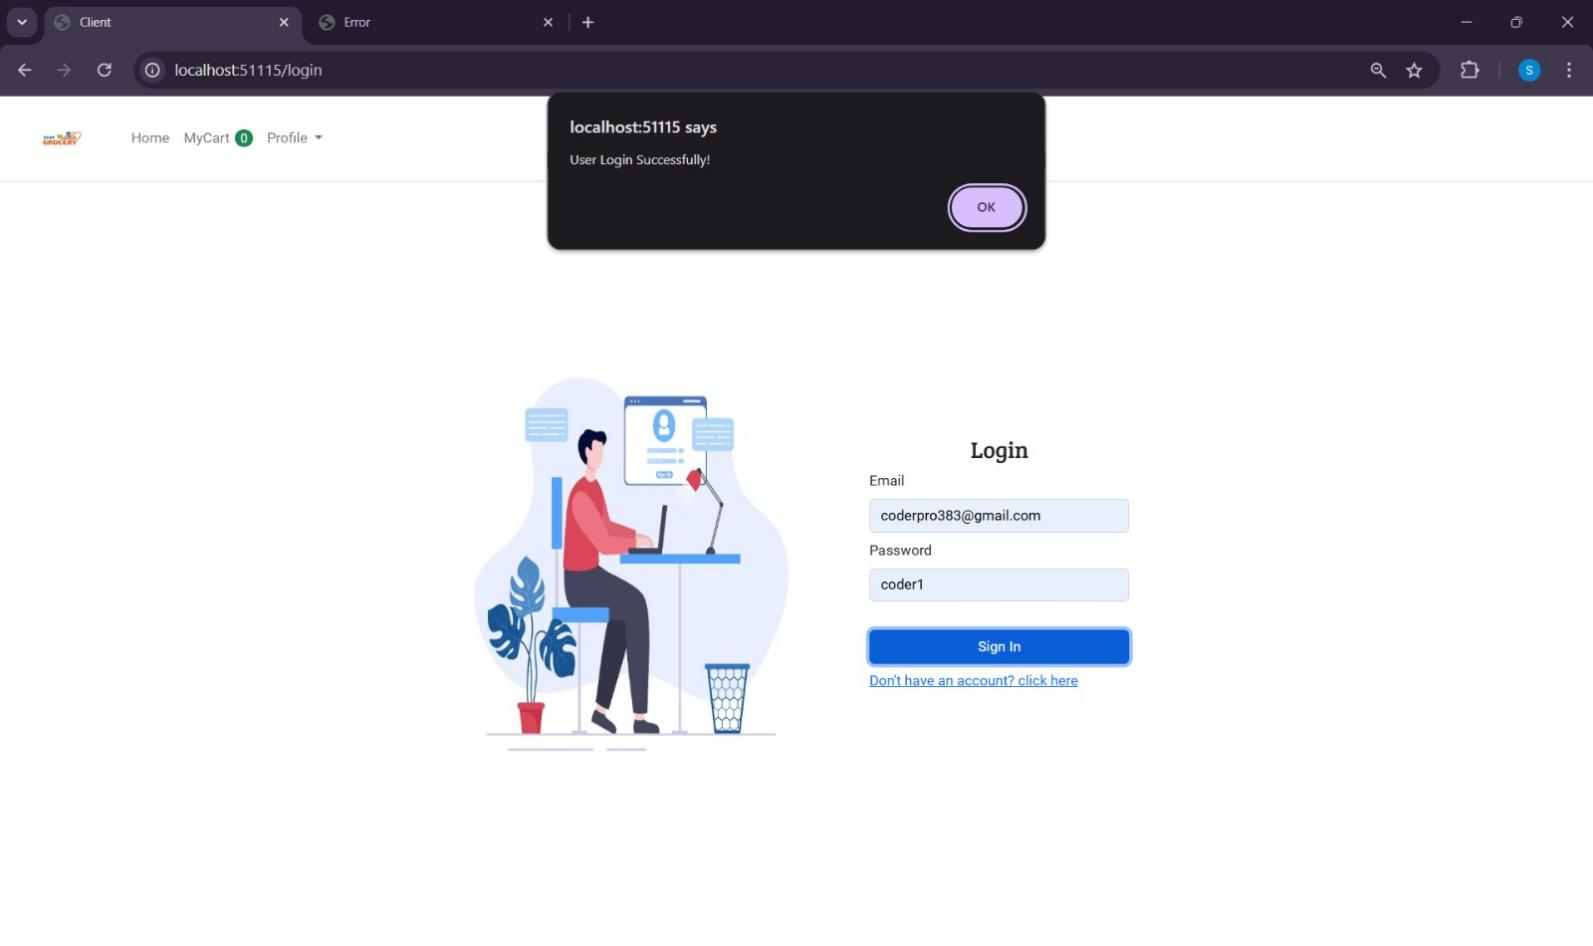 Client
Error
localhost:51115/login
S
GROCERY
Home MyCart 0 Profile
localhost:51115 says
User Login Successfully!
OK
Login
Email
coderpro383@gmail.com
Password
coder1
Sign In
Don't have an account? click here